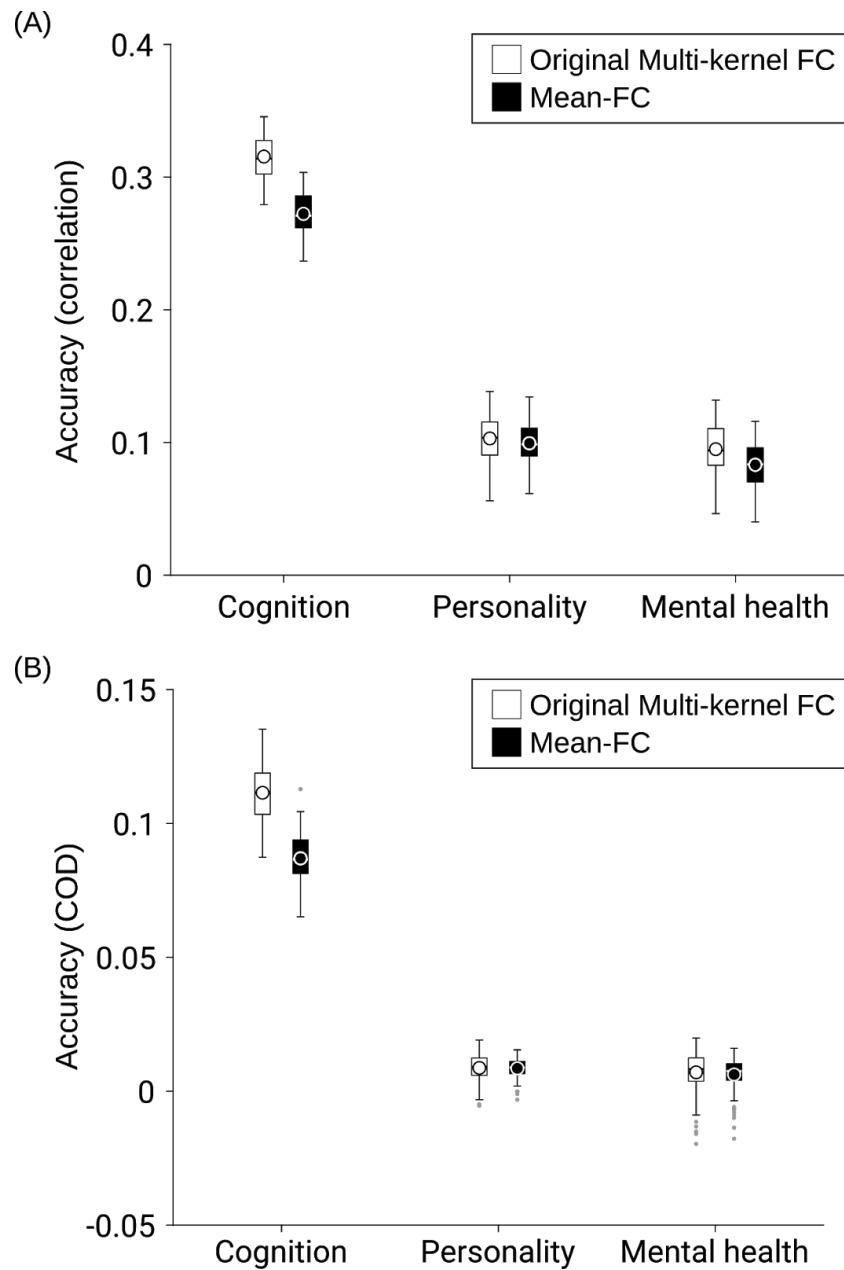 (A)
0.4
Original Multi-kernel FC
Mean-FC
0.3
0.2
0.1
0
Accuracy (correlation)
Cognition
Personality
Mental health
(B)
0.15
Original Multi-kernel FC
Mean-FC
0.1
0.05
0
-0.05
Accuracy (COD)
Cognition
Personality
Mental health